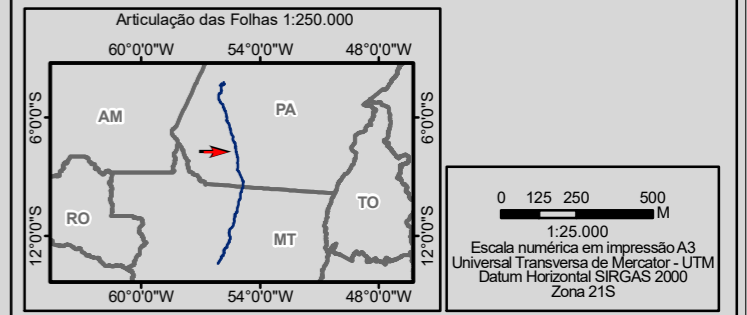 Articulação das Folhas 1:250.000
60°0'0"W 54°0'0"W 48°0'0"W
6°0'0"S AM PA 6°0'0"S
RO TO
12°0'0"S MT 12°0'0"S
60°0'0"W 54°0'0"W 48°0'0"W
0 125 250 500
M
1:25.000
Escala numérica em impressão A3
Universal Transversa de Mercator - UTM
Datum Horizontal SIRGAS 2000
Zona 21S